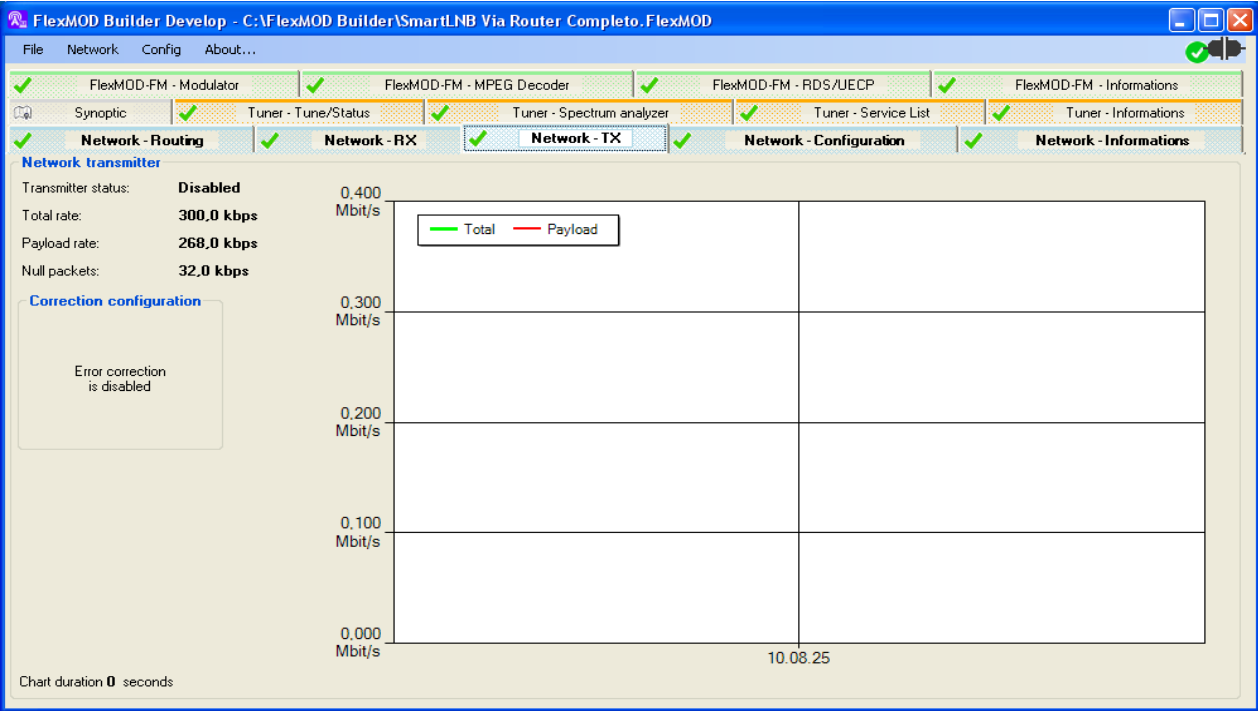 FlexMOD Builder Develop - C:\FlexMOD Builder\SmartLNB Via Router Completo.FlexMOD
File Network Config About...
FlexMOD-FM - Modulator FlexMOD-FM - MPEG Decoder FlexMOD-FM - RDS/UECP FlexMOD-FM - Informations
Synoptic Tuner - Tune/Status Tuner - Spectrum analyzer Tuner - Service List Tuner - Informations
Network - Routing Network - RX Network - TX Network - Configuration Network - Informations
Network transmitter
Transmitter status: Disabled
Total rate: 300,0 kbps
Payload rate: 268,0 kbps
Null packets: 32,0 kbps
Correction configuration
Error correction
is disabled
0,400
Mbit/s
Total Payload
0,300
Mbit/s
0,200
Mbit/s
0,100
Mbit/s
0,000
Mbit/s
10.08.25
Chart duration 0 seconds